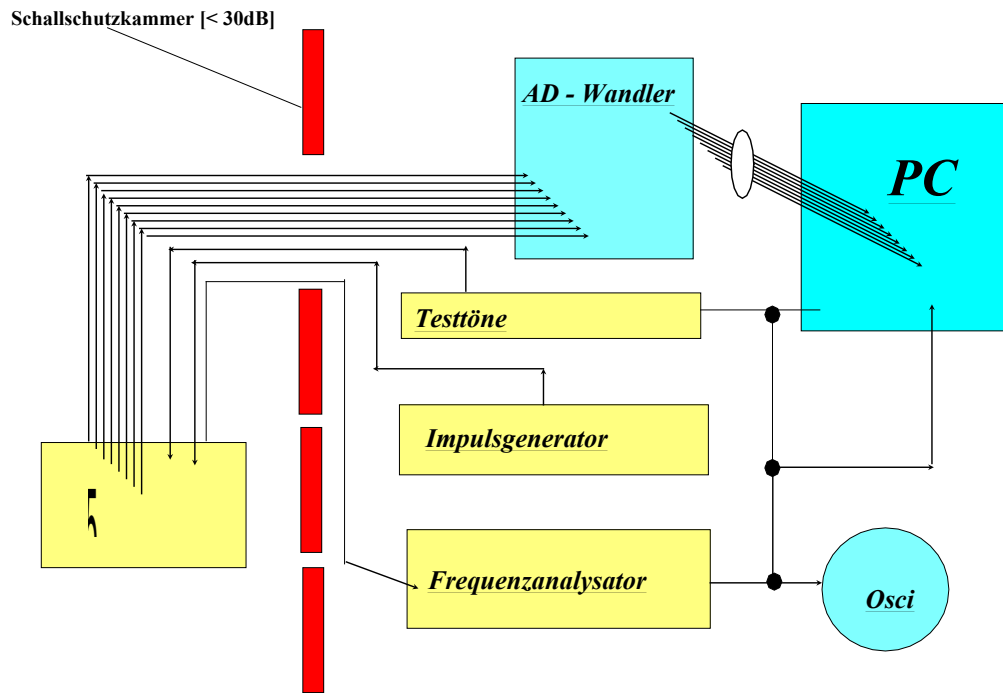 Schallschutzkammer [< 30dB]
AD - Wandler
PC
Testtöne
Impulsgenerator
Frequenzanalysator
Osci